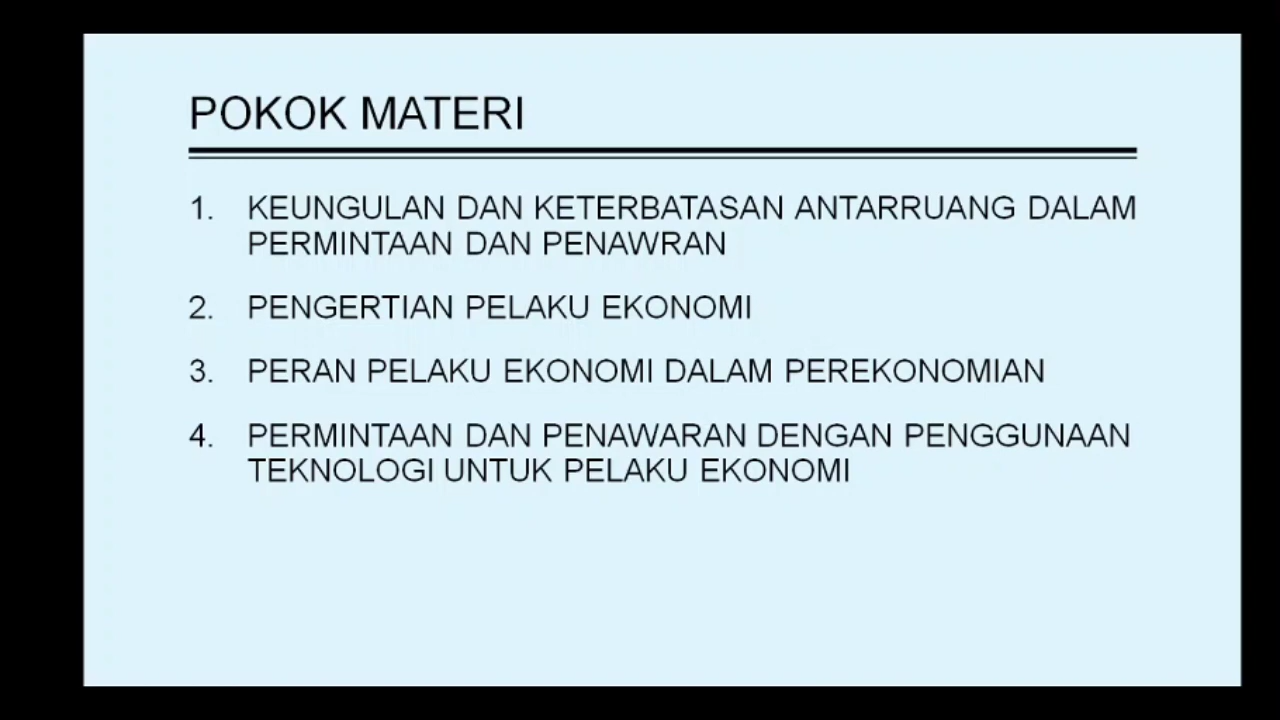 POKOK MATERI
1. KEUNGULAN DAN KETERBATASAN ANTARRUANG DALAM
PERMINTAAN DAN PENAWRAN
2. PENGERTIAN PELAKU EKONOMI
3. PERAN PELAKU EKONOMI DALAM PEREKONOMIAN
4. PERMINTAAN DAN PENAWARAN DENGAN PENGGUNAAN
TEKNOLOGI UNTUK PELAKU EKONOMI